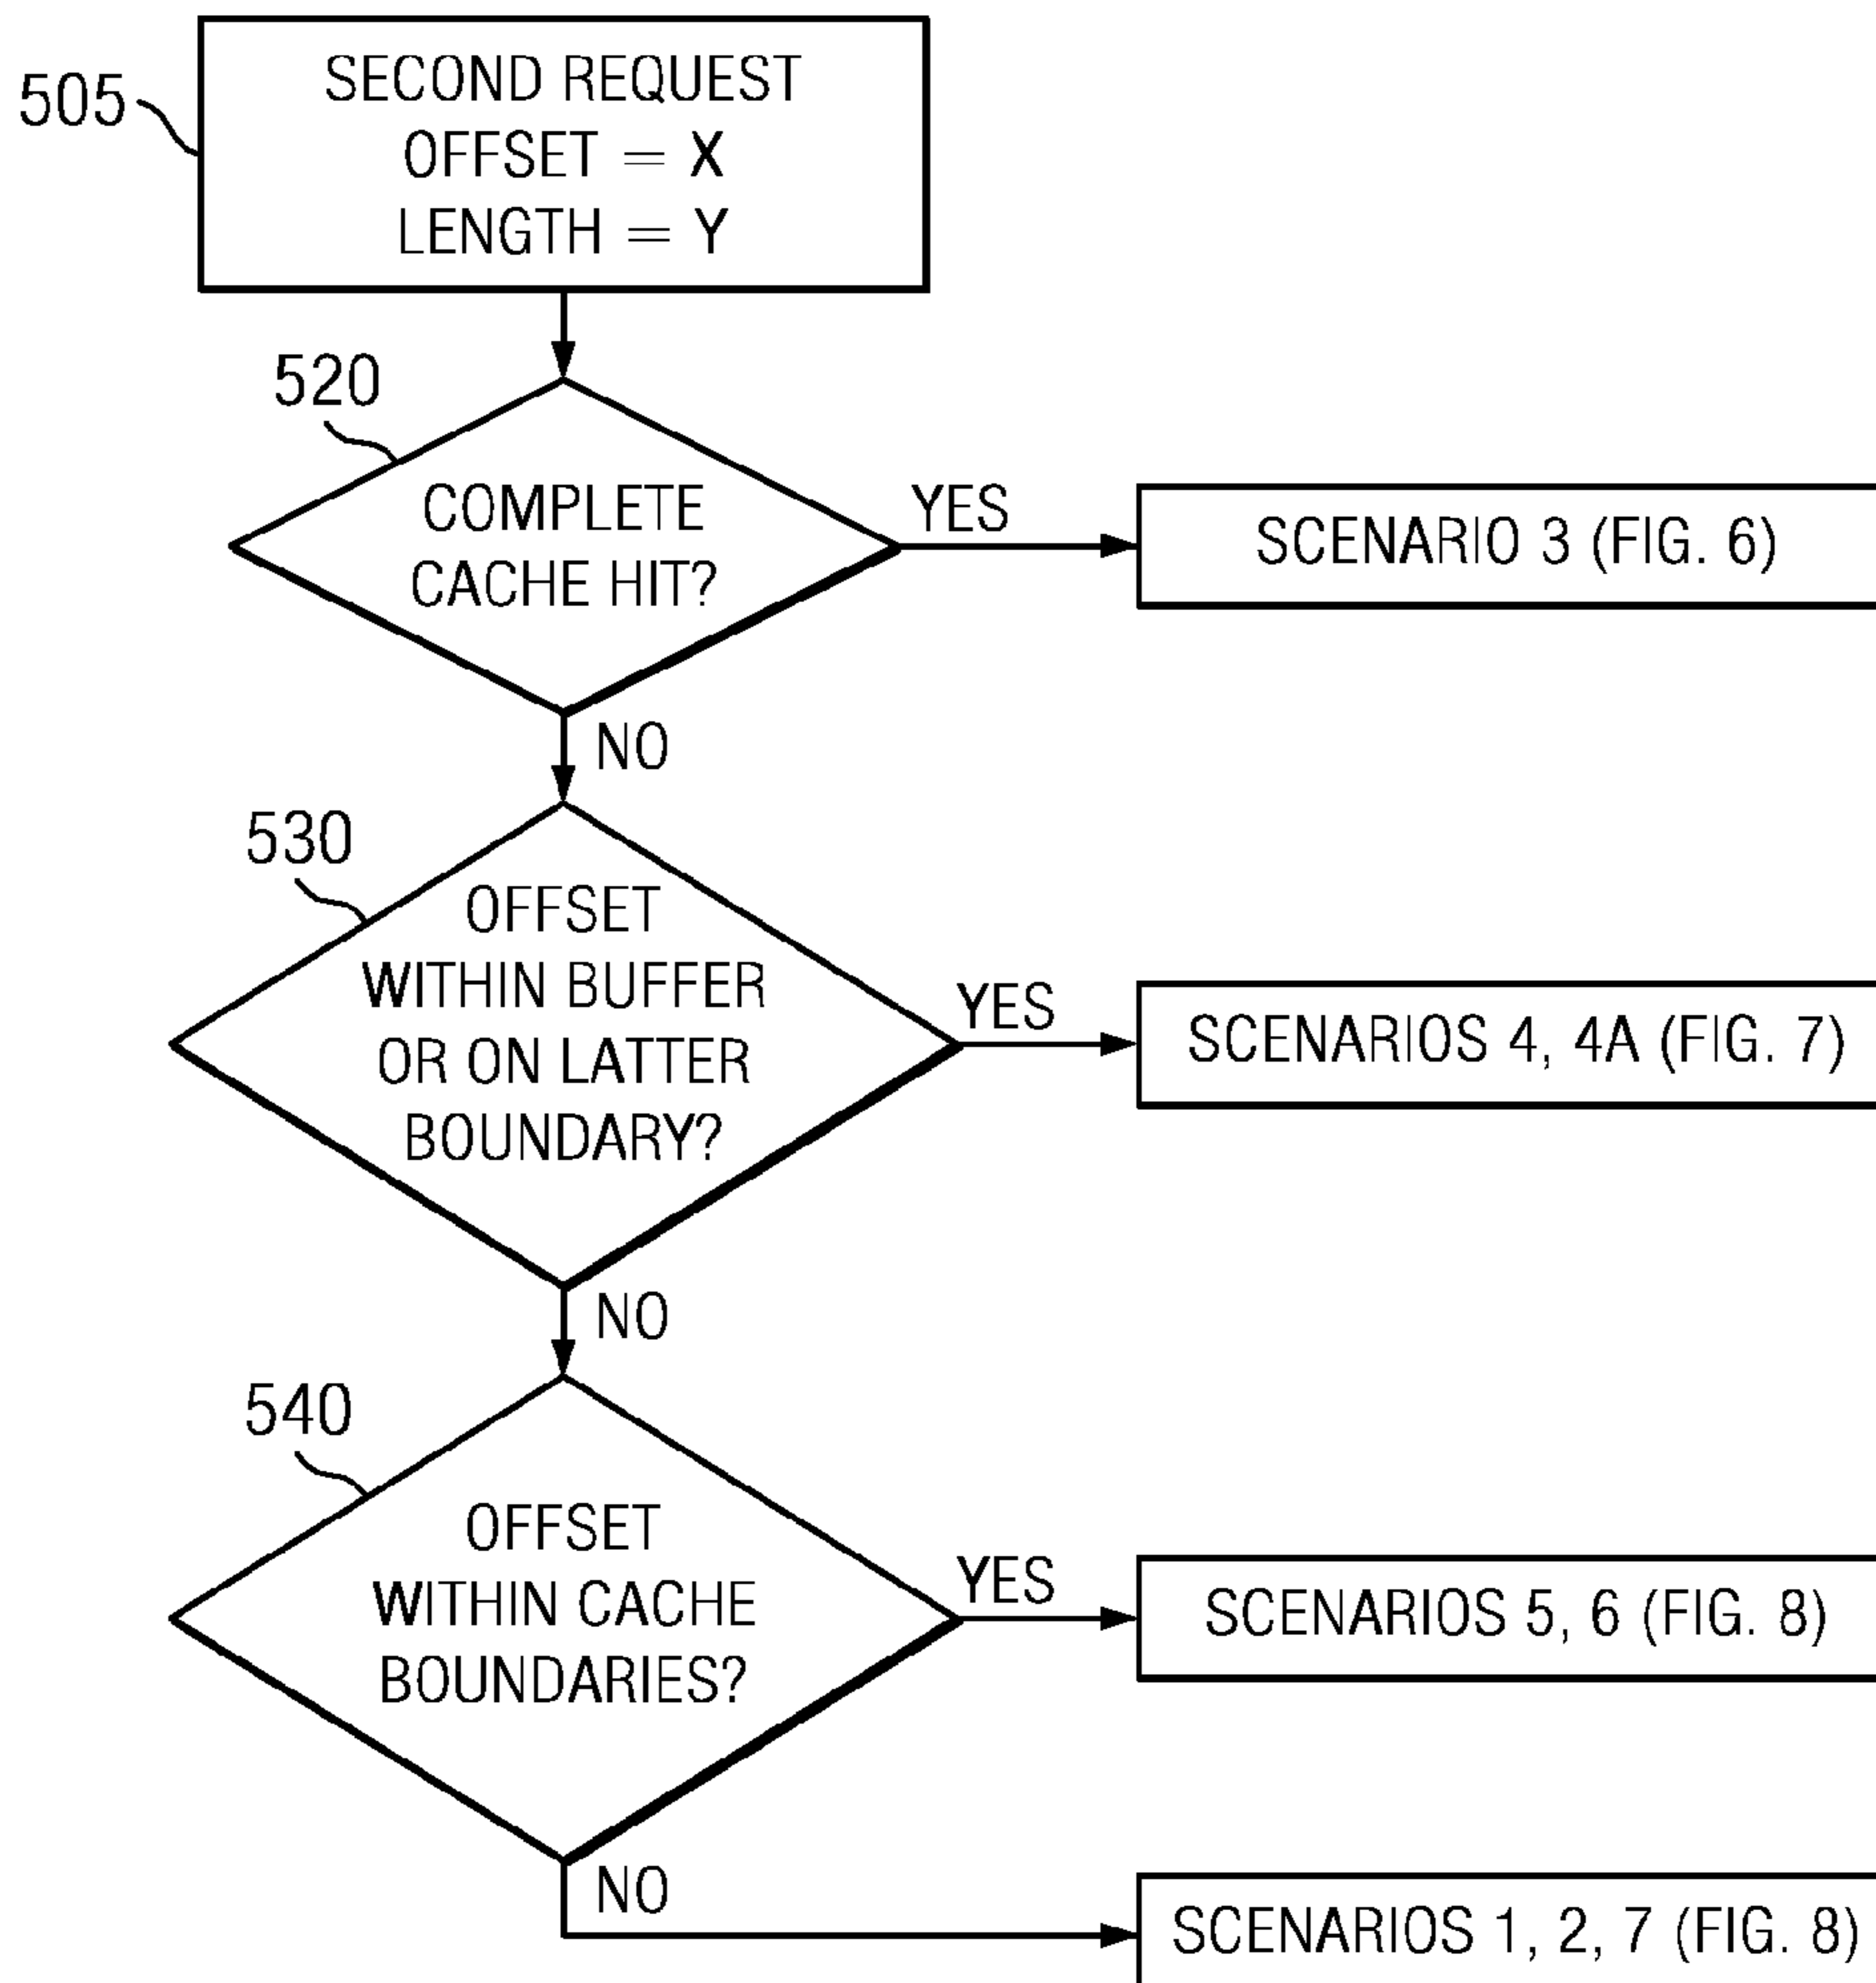 505
SECOND REQUEST
OFFSET = X
LENGTH = Y
520
COMPLETE
CACHE HIT?
YES
SCENARIO 3 (FIG. 6)
NO
530
OFFSET
WITHIN BUFFER
OR ON LATTER
BOUNDARY?
YES
SCENARIOS 4, 4A (FIG. 7)
NO
540
OFFSET
WITHIN CACHE
BOUNDARIES?
YES
SCENARIOS 5, 6 (FIG. 8)
NO
SCENARIOS 1, 2, 7 (FIG. 8)